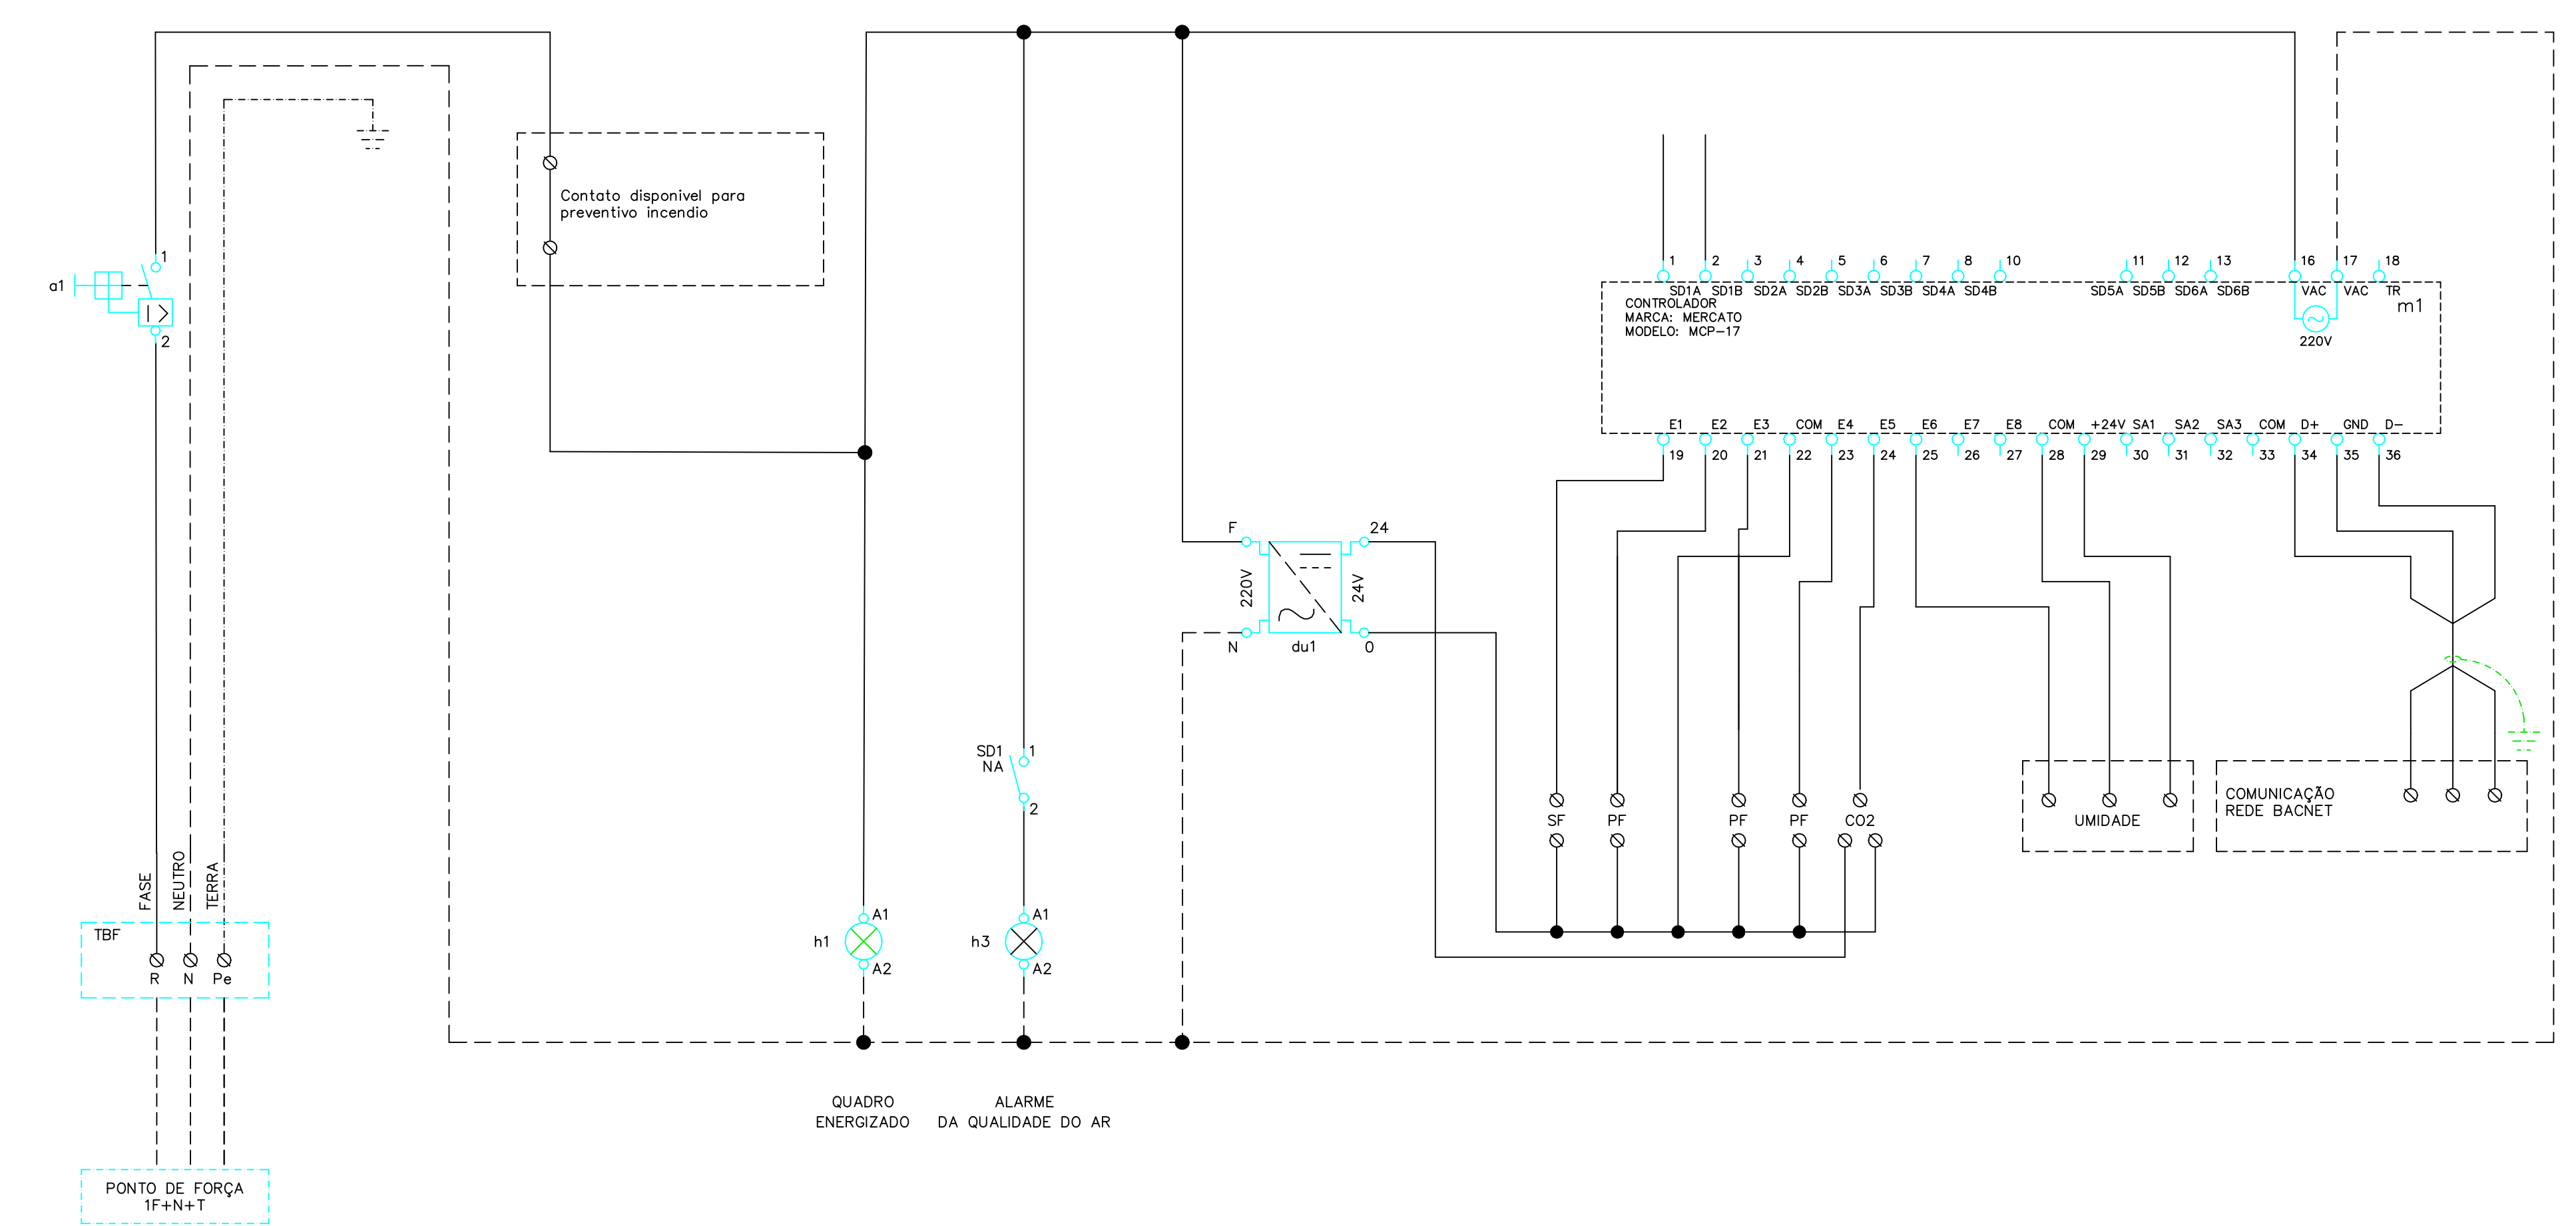 Contato disponivel para
preventivo incendio
a1
1
2
1 2 3 4 5 6 7 8 10 11 12 13 16 17 18
SD1A SD1B SD2A SD2B SD3A SD3B SD4A SD4B SD5A SD5B SD6A SD6B VAC VAC TR
CONTROLADOR
MARCA: MERCATO
MODELO: MCP-17
m1
220V
E1 E2 E3 COM E4 E5 E6 E7 E8 COM +24V SA1 SA2 SA3 COM D+ GND D-
19 20 21 22 23 24 25 26 27 28 29 30 31 32 33 34 35 36
F
24
220V
24V
N
du1
0
SD1
NA
1
2
SF PF PF PF CO2
UMIDADE
COMUNICAÇÃO
REDE BACNET
FASE
NEUTRO
TERRA
TBF
R N Pe
h1
A1
A2
h3
A1
A2
QUADRO
ENERGIZADO
ALARME
DA QUALIDADE DO AR
PONTO DE FORÇA
1F+N+T